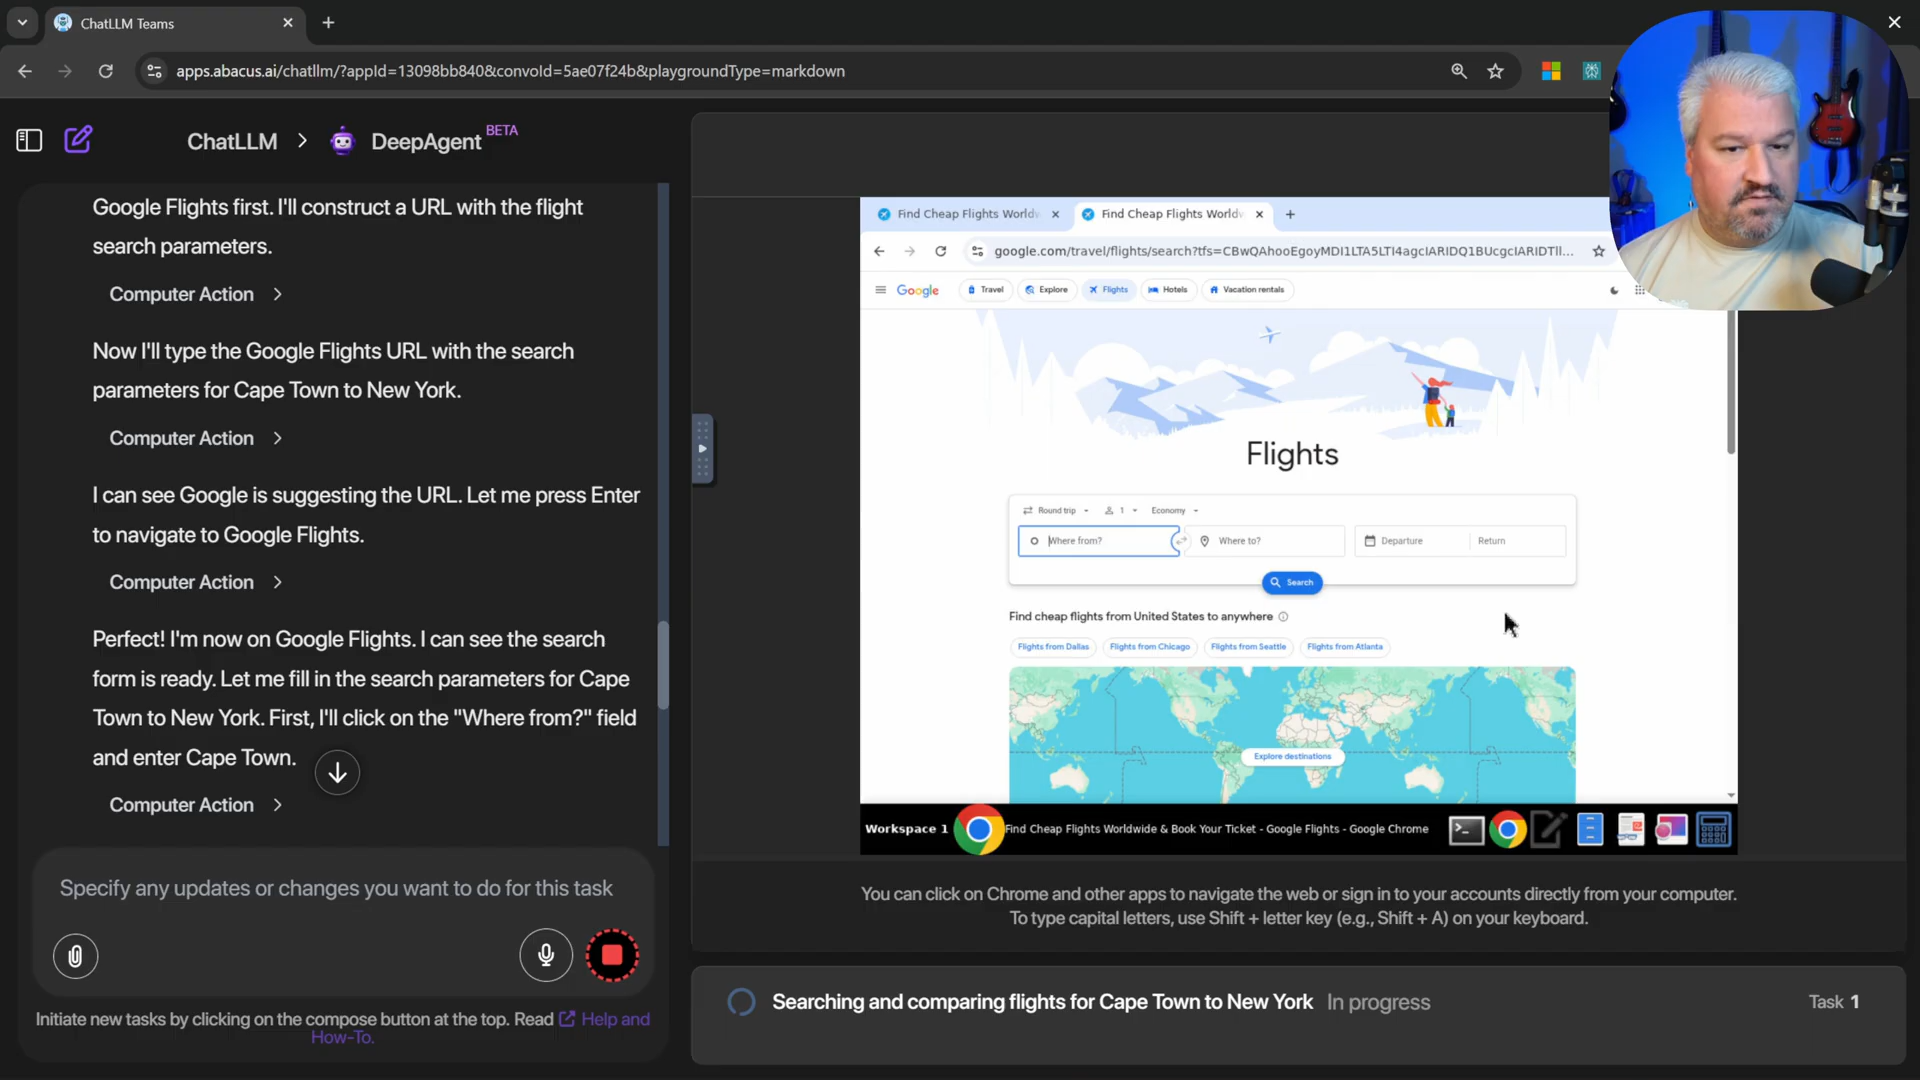 ChatLLM Teams
apps.abacus.ai/chatllm/?appId=13098bb840&convoId=5ae07f24b&playgroundType=markdown
ChatLLM > DeepAgent BETA
Google Flights first. I'll construct a URL with the flight
search parameters.
Computer Action
Now I'll type the Google Flights URL with the search
parameters for Cape Town to New York.
Computer Action
I can see Google is suggesting the URL. Let me press Enter
to navigate to Google Flights.
Computer Action
Perfect! I'm now on Google Flights. I can see the search
form is ready. Let me fill in the search parameters for Cape
Town to New York. First, I'll click on the "Where from?" field
and enter Cape Town.
Computer Action
Specify any updates or changes you want to do for this task
Initiate new tasks by clicking on the compose button at the top. Read Help and
How-To.
Find Cheap Flights Worldw
Find Cheap Flights Worldw
google.com/travel/flights/search?tfs=CBwQAhooEgoyMDI1LTA5LTI4agcIARIDQ1BUcgcIARIDTll...
Google
Travel
Explore
Flights
Hotels
Vacation rentals
Flights
Round trip
1
Economy
Where from?
Where to?
Departure
Return
Search
Find cheap flights from United States to anywhere
Flights from Dallas
Flights from Chicago
Flights from Seattle
Flights from Atlanta
Explore destinations
Workspace 1
Find Cheap Flights Worldwide & Book Your Ticket - Google Flights - Google Chrome
You can click on Chrome and other apps to navigate the web or sign in to your accounts directly from your computer.
To type capital letters, use Shift + letter key (e.g., Shift + A) on your keyboard.
Searching and comparing flights for Cape Town to New York In progress
Task 1